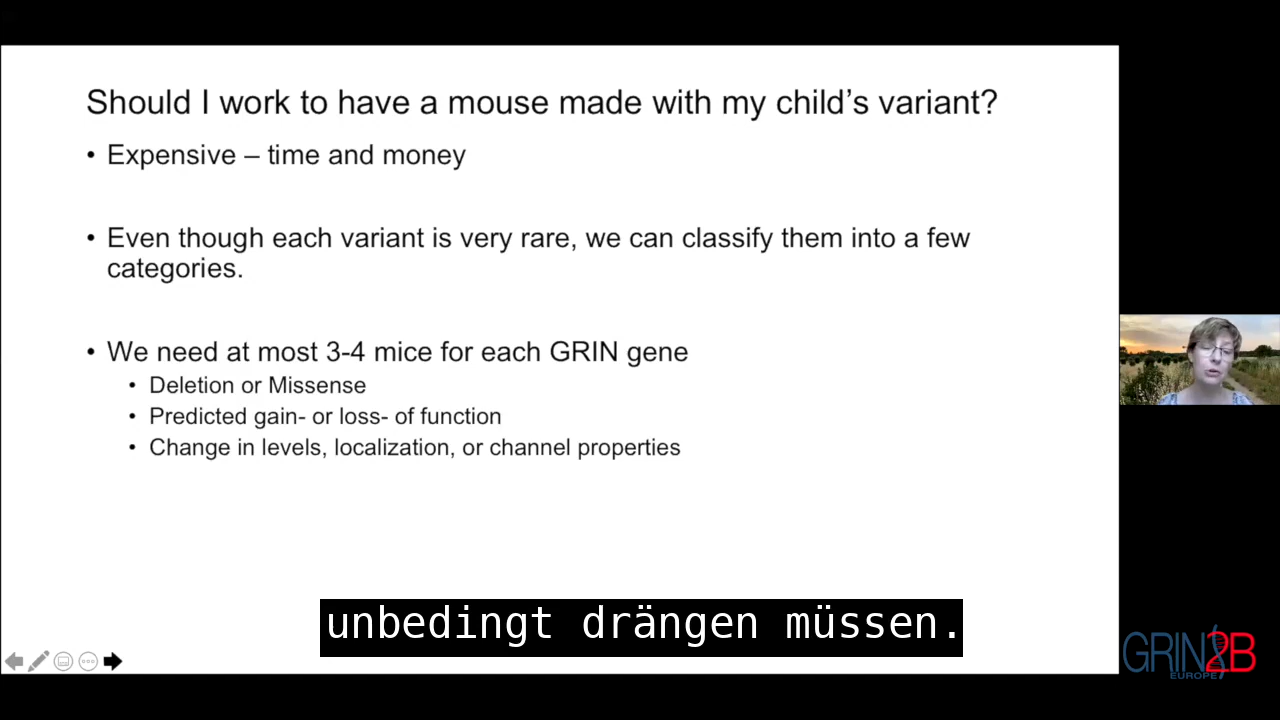 Should I work to have a mouse made with my child’s variant?
• Expensive – time and money
• Even though each variant is very rare, we can classify them into a few
categories.
• We need at most 3-4 mice for each GRIN gene
• Deletion or Missense
• Predicted gain- or loss- of function
• Change in levels, localization, or channel properties
unbedingt drängen müssen.
GRIN2B
EUROPE